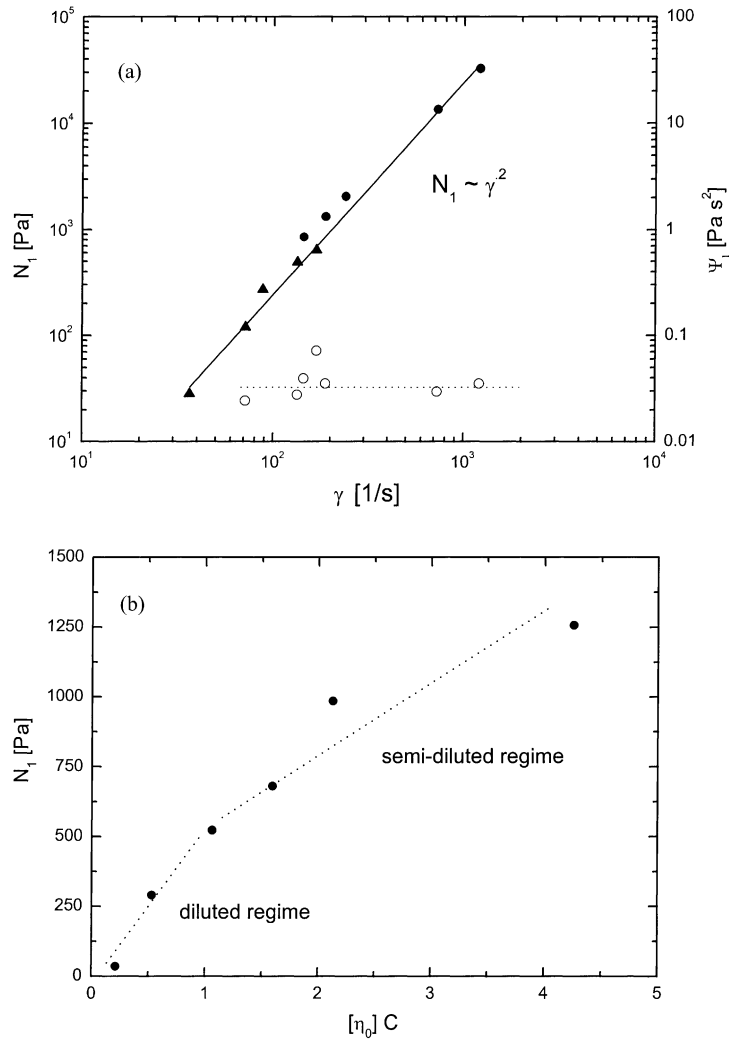 (a)
10⁵
10⁴
10³
10²
10¹
N₁ [Pa]
100
10
1
0.1
0.01
Ψ₁ [Pa s²]
N₁ ~ γ̇²
10¹ 10² 10³ 10⁴
γ̇ [1/s]
(b)
1500
1250
1000
750
500
250
0
N₁ [Pa]
semi-diluted regime
diluted regime
0 1 2 3 4 5
[η₀] C